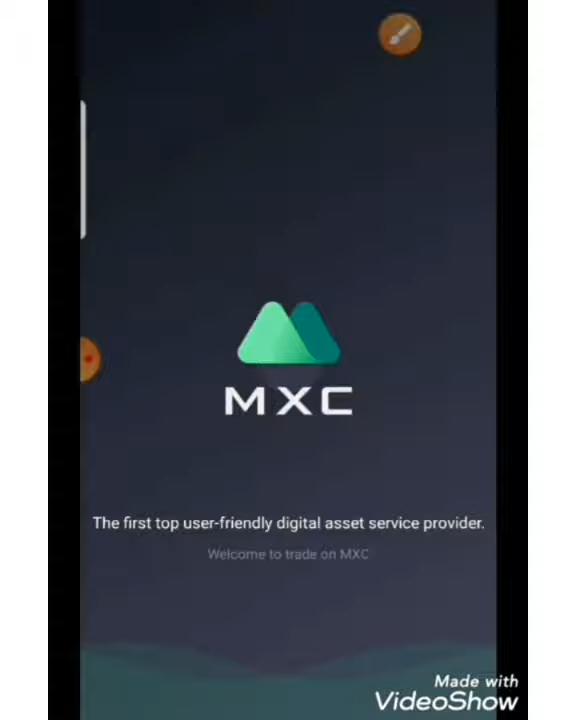 MXC
The first top user-friendly digital asset service provider.
Welcome to trade on MXC
Made with
VideoShow